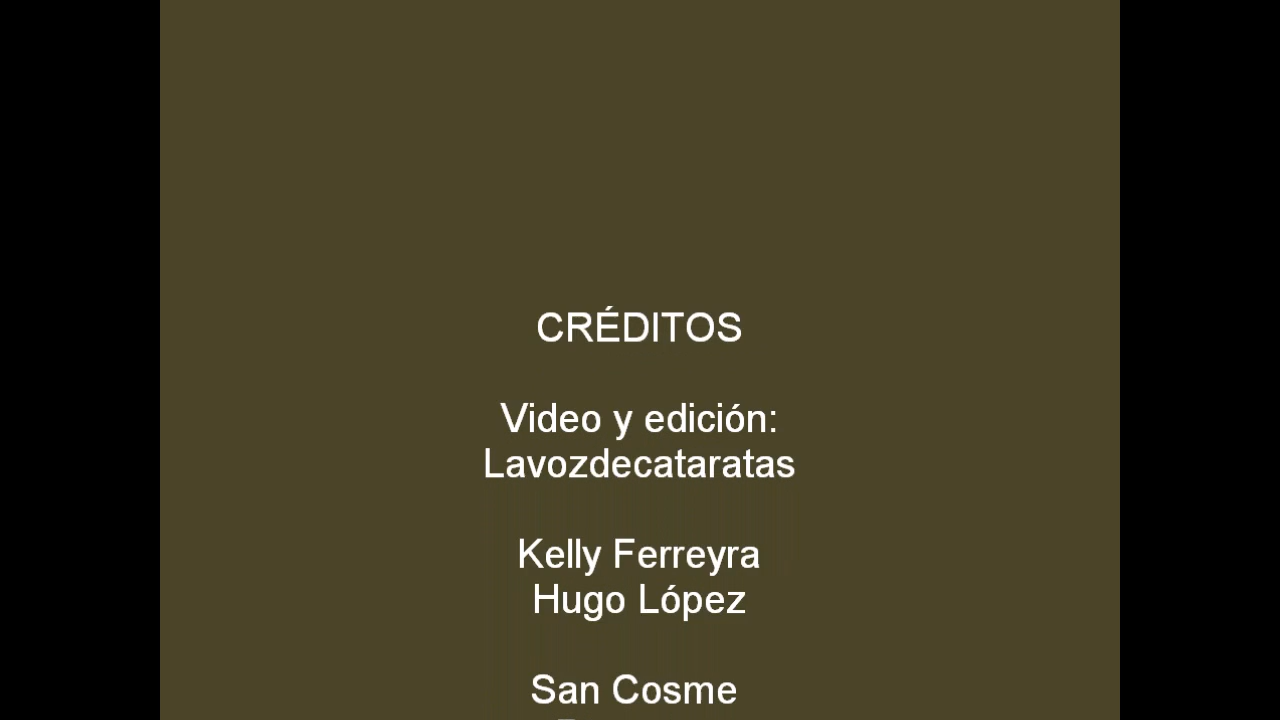 CRÉDITOS
Video y edición:
Lavozdecataratas
Kelly Ferreyra
Hugo López
San Cosme